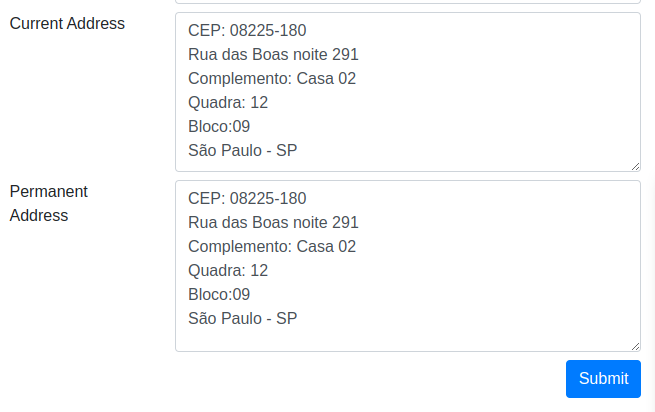 Current Address
CEP: 08225-180
Rua das Boas noite 291
Complemento: Casa 02
Quadra: 12
Bloco:09
São Paulo - SP
Permanent
Address
CEP: 08225-180
Rua das Boas noite 291
Complemento: Casa 02
Quadra: 12
Bloco:09
São Paulo - SP
Submit